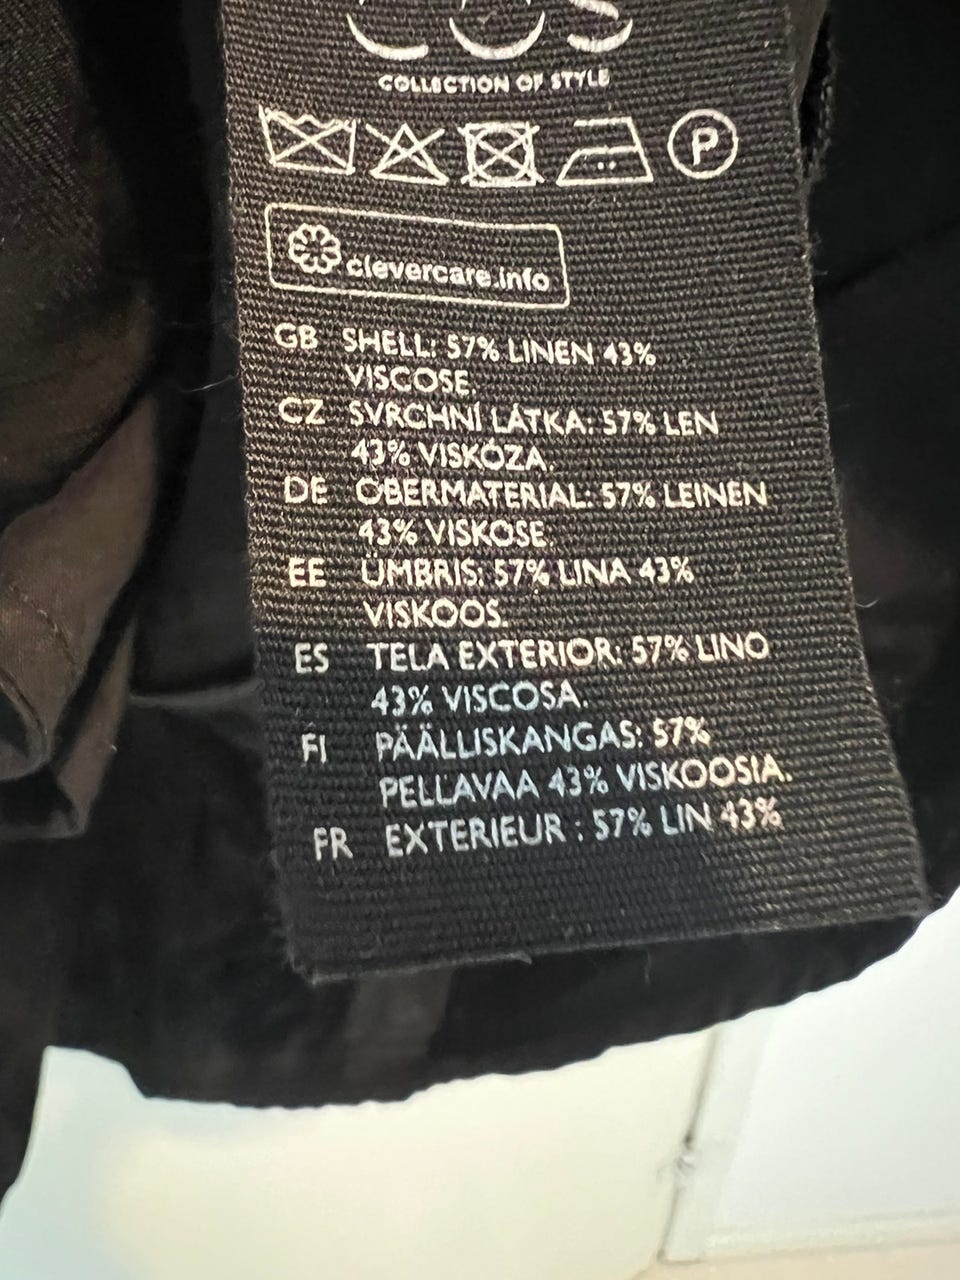 COS
COLLECTION OF STYLE
P
clevercare.info
GB SHELL: 57% LINEN 43%
VISCOSE.
CZ SVRCHNÍ LÁTKA: 57% LEN
43% VISKÓZA.
DE OBERMATERIAL: 57% LEINEN
43% VISKOSE.
EE ÜMBRIS: 57% LINA 43%
VISKOOS.
ES TELA EXTERIOR: 57% LINO
43% VISCOSA.
FI PÄÄLLISKANGAS: 57%
PELLAVAA 43% VISKOOSIA.
FR EXTERIEUR : 57% LIN 43%